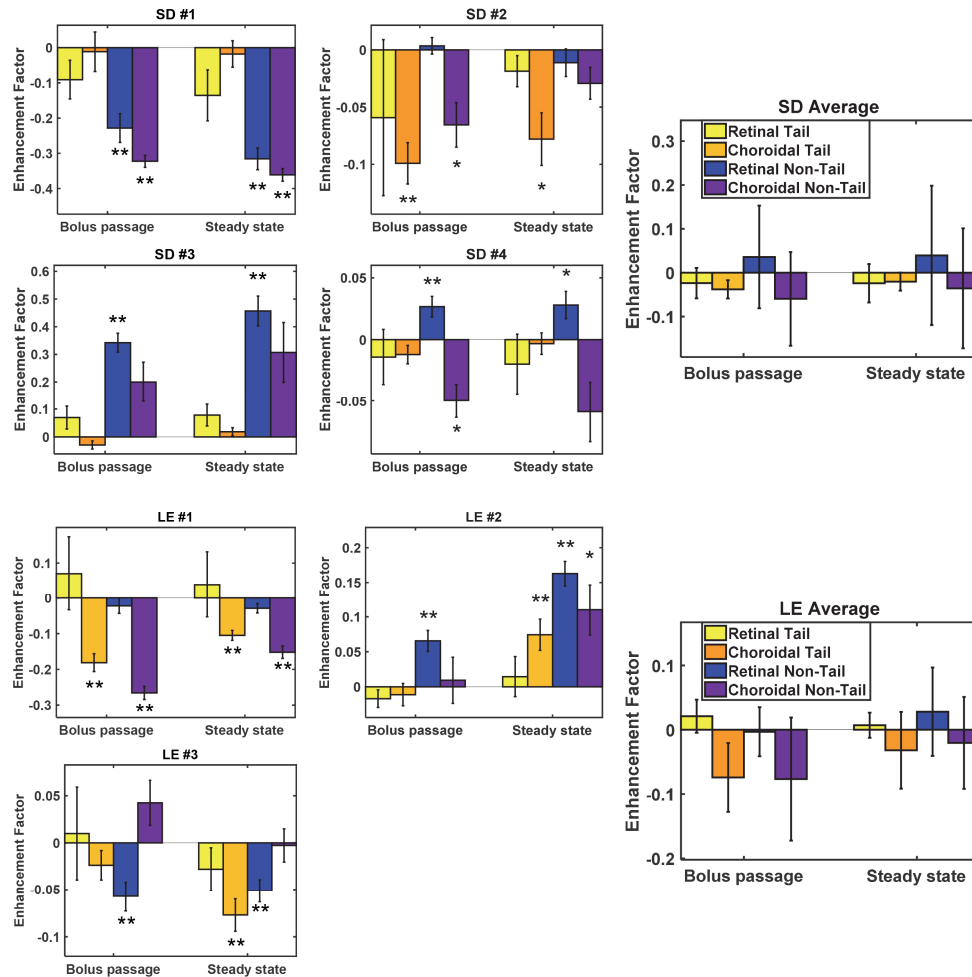 SD #1
Enhancement Factor
0
-0.1
-0.2
-0.3
-0.4
**
**
**
**
Bolus passage
Steady state
SD #2
Enhancement Factor
0
-0.05
-0.1
**
*
*
Bolus passage
Steady state
SD #3
Enhancement Factor
0.6
0.5
0.4
0.3
0.2
0.1
0
**
**
Bolus passage
Steady state
SD #4
Enhancement Factor
0.05
0
-0.05
**
*
*
Bolus passage
Steady state
SD Average
Enhancement Factor
0.3
0.2
0.1
0
-0.1
Retinal Tail
Choroidal Tail
Retinal Non-Tail
Choroidal Non-Tail
Bolus passage
Steady state
LE #1
Enhancement Factor
0.1
0
-0.1
-0.2
-0.3
**
**
**
**
Bolus passage
Steady state
LE #2
Enhancement Factor
0.2
0.15
0.1
0.05
0
**
**
**
*
Bolus passage
Steady state
LE #3
Enhancement Factor
0.05
0
-0.05
-0.1
**
**
**
Bolus passage
Steady state
LE Average
Enhancement Factor
0.1
0
-0.1
-0.2
Retinal Tail
Choroidal Tail
Retinal Non-Tail
Choroidal Non-Tail
Bolus passage
Steady state